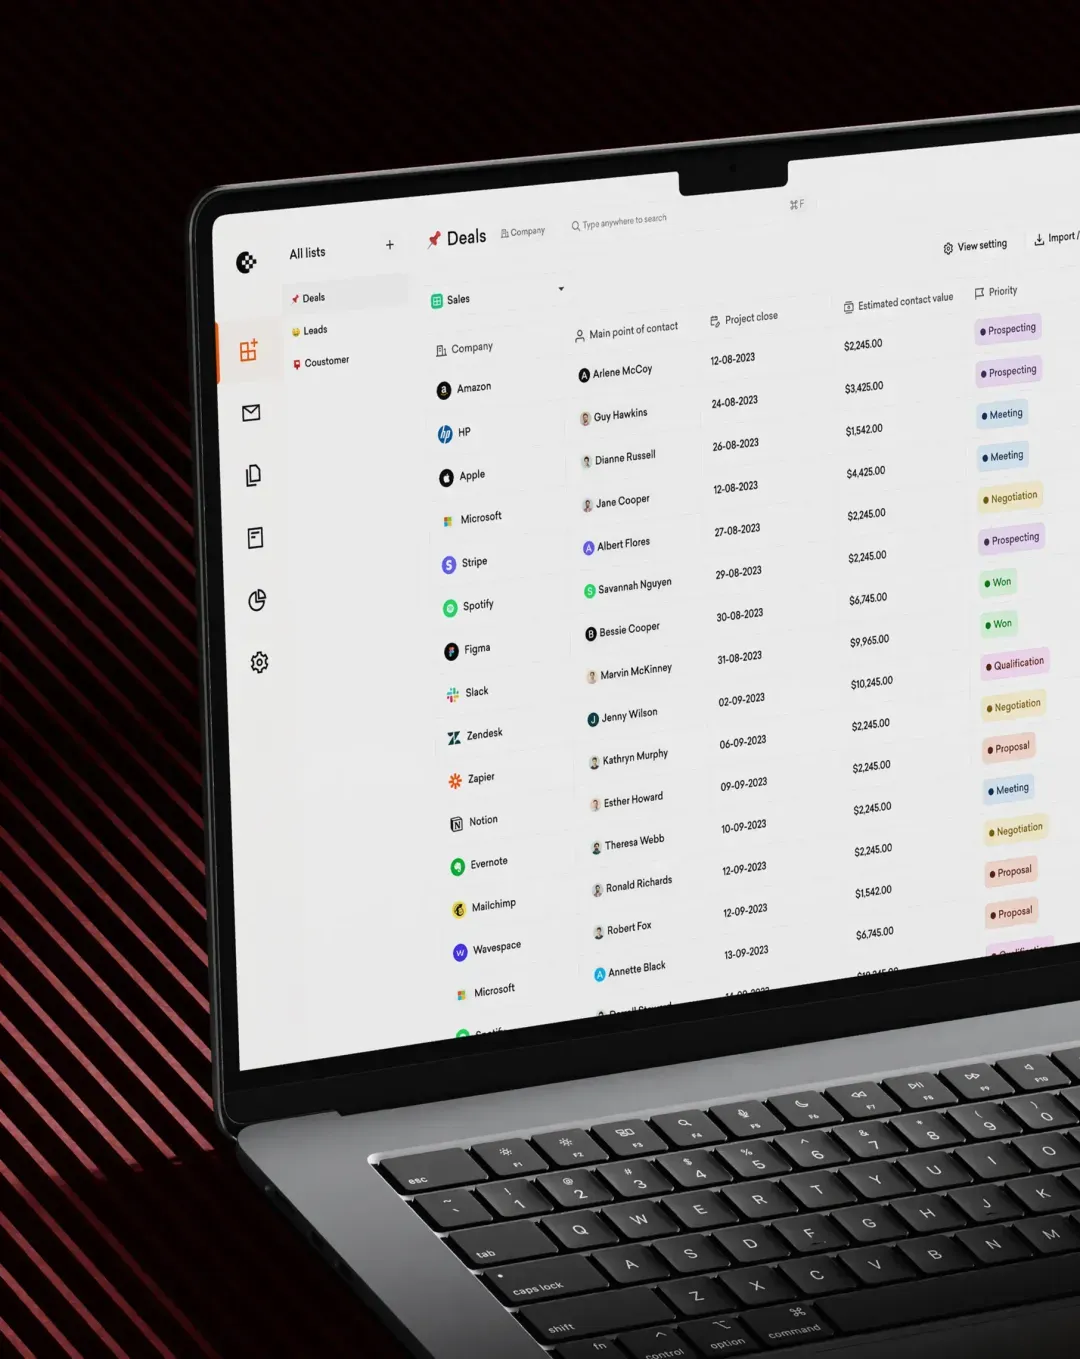 All lists +
Deals
Leads
Coustomer
Deals Company Type anywhere to search ⌘F
View setting Import /
Sales
Company Main point of contact Project close Estimated contact value Priority
Amazon Arlene McCoy 12-08-2023 $2,245.00 Prospecting
HP Guy Hawkins 24-08-2023 $3,425.00 Prospecting
Apple Dianne Russell 26-08-2023 $1,542.00 Meeting
Microsoft Jane Cooper 12-08-2023 $4,425.00 Meeting
Stripe Albert Flores 27-08-2023 $2,245.00 Negotiation
Spotify Savannah Nguyen 29-08-2023 $2,245.00 Prospecting
Figma Bessie Cooper 30-08-2023 $6,745.00 Won
Slack Marvin McKinney 31-08-2023 $9,965.00 Won
Zendesk Jenny Wilson 02-09-2023 $10,245.00 Qualification
Zapier Kathryn Murphy 06-09-2023 $2,245.00 Negotiation
Notion Esther Howard 09-09-2023 $2,245.00 Proposal
Evernote Theresa Webb 10-09-2023 $2,245.00 Meeting
Mailchimp Ronald Richards 12-09-2023 $2,245.00 Negotiation
Wavespace Robert Fox 12-09-2023 $1,542.00 Proposal
Microsoft Annette Black 13-09-2023 $6,745.00 Proposal
esc F1 F2 F3 F4 F5 F6 F7 F8 F9 F10
~ ` ! 1 @ 2 # 3 $ 4 % 5 ^ 6 & 7 * 8 ( 9 ) 0
tab Q W E R T Y U I O
caps lock A S D F G H J K
shift Z X C V B N M
fn control option ⌘ command